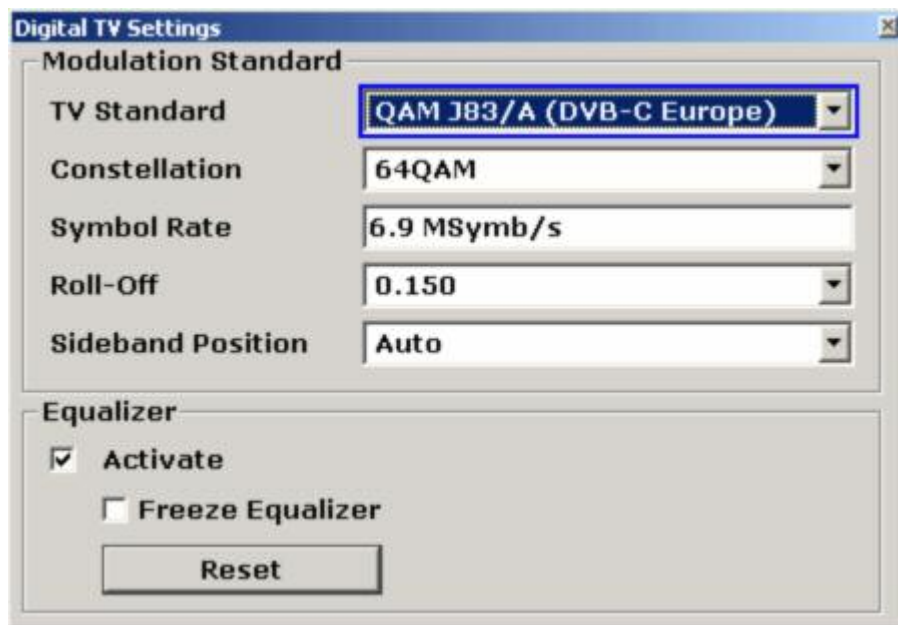 Digital TV Settings
Modulation Standard
TV Standard QAM J83/A (DVB-C Europe)
Constellation 64QAM
Symbol Rate 6.9 MSymb/s
Roll-Off 0.150
Sideband Position Auto
Equalizer
Activate
Freeze Equalizer
Reset